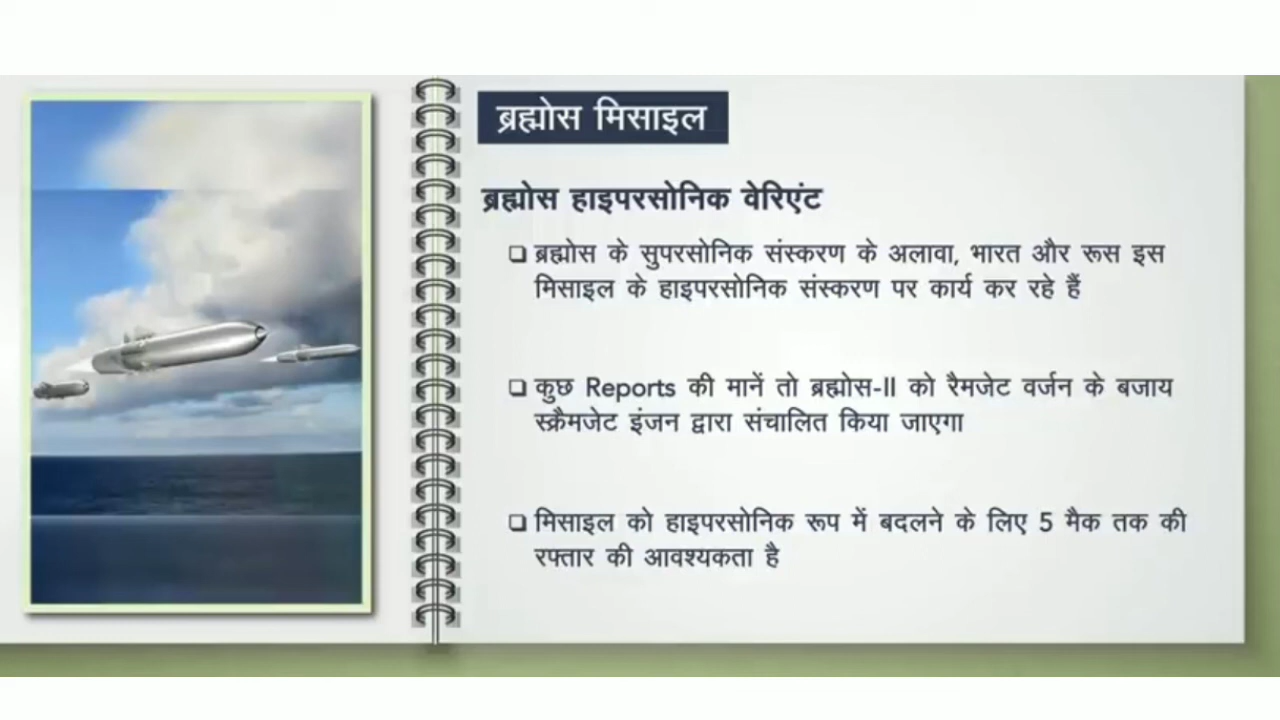 ब्रह्मोस मिसाइल
ब्रह्मोस हाइपरसोनिक वेरिएंट
❑ ब्रह्मोस के सुपरसोनिक संस्करण के अलावा, भारत और रूस इस
मिसाइल के हाइपरसोनिक संस्करण पर कार्य कर रहे हैं
❑ कुछ Reports की मानें तो ब्रह्मोस-II को रैमजेट वर्जन के बजाय
स्क्रैमजेट इंजन द्वारा संचालित किया जाएगा
❑ मिसाइल को हाइपरसोनिक रूप में बदलने के लिए 5 मैक तक की
रफ्तार की आवश्यकता है